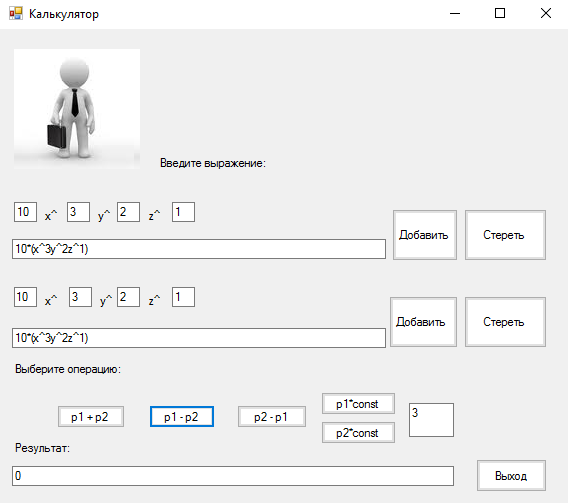 Калькулятор
Введите выражение:
10 x^ 3 y^ 2 z^ 1
10*(x^3y^2z^1)
Добавить Стереть
10 x^ 3 y^ 2 z^ 1
10*(x^3y^2z^1)
Добавить Стереть
Выберите операцию:
p1*const
p1 + p2 p1 - p2 p2 - p1 3
p2*const
Результат:
0 Выход